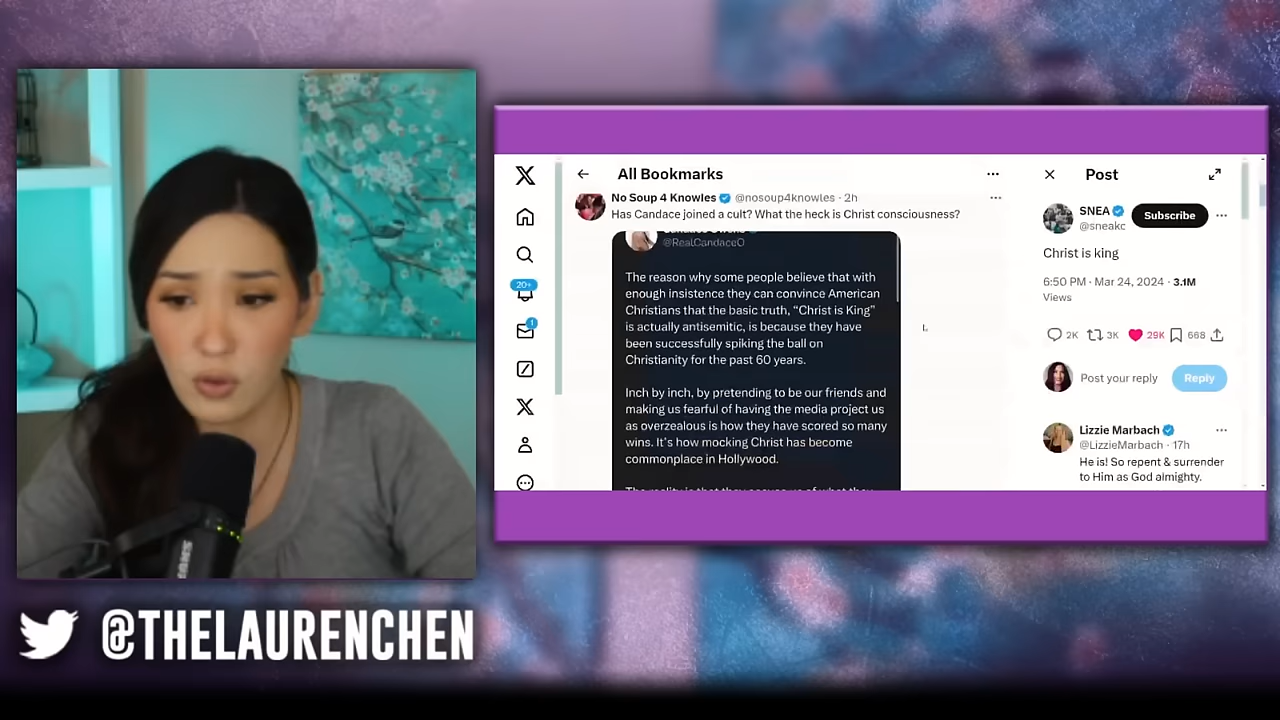 All Bookmarks
No Soup 4 Knowles @nosoup4knowles · 2h
Has Candace joined a cult? What the heck is Christ consciousness?
@RealCandaceO
The reason why some people believe that with
enough insistence they can convince American
Christians that the basic truth, “Christ is King”
is actually antisemitic, is because they have
been successfully spiking the ball on
Christianity for the past 60 years.
Inch by inch, by pretending to be our friends and
making us fearful of having the media project us
as overzealous is how they have scored so many
wins. It’s how mocking Christ has become
commonplace in Hollywood.
20+
1
Post
SNEA
@sneakc
Subscribe
Christ is king
6:50 PM · Mar 24, 2024 · 3.1M
Views
2K 3K 29K 668
Post your reply
Reply
Lizzie Marbach
@LizzieMarbach · 17h
He is! So repent & surrender
to Him as God almighty.
SHURE
@THELAURENCHEN